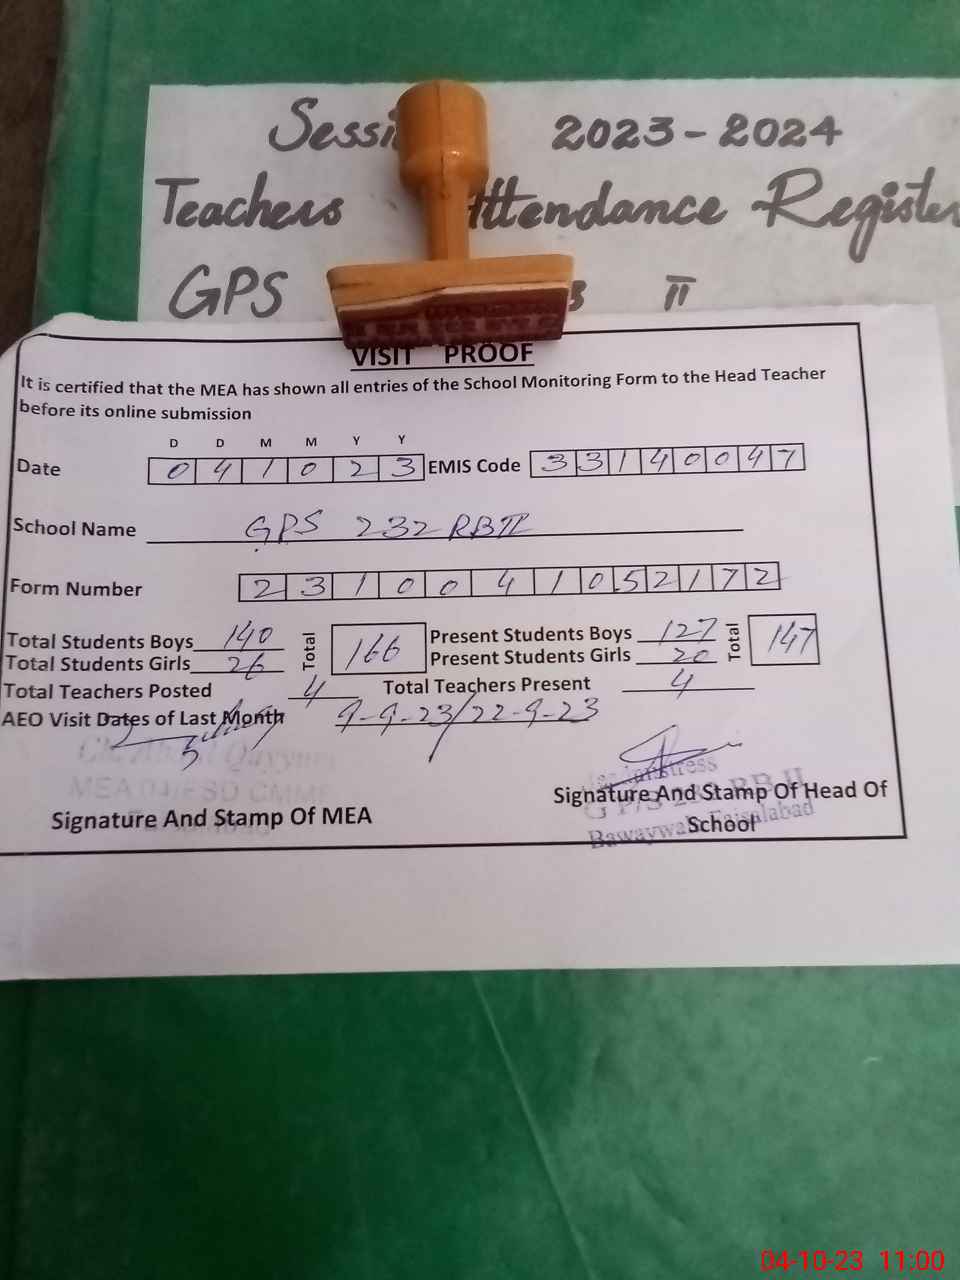 2023-2024
Teachers Attendance Register
GPS II
VISIT PROOF
It is certified that the MEA has shown all entries of the School Monitoring Form to the Head Teacher
before its online submission
D D M M Y Y
Date 0 4 1 0 2 3 EMIS Code 3 3 1 4 0 0 4 7
School Name GPS 232 RB II
Form Number 2 3 1 0 0 4 1 0 5 2 1 7 2
Total Students Boys 140 Total 166 Present Students Boys 127 Total 147
Total Students Girls 26 Present Students Girls 20
Total Teachers Posted 4 Total Teachers Present 4
AEO Visit Dates of Last Month 9-9-23/22-9-23
Signature And Stamp Of MEA
Signature And Stamp Of Head Of
School
04-10-23 11:00